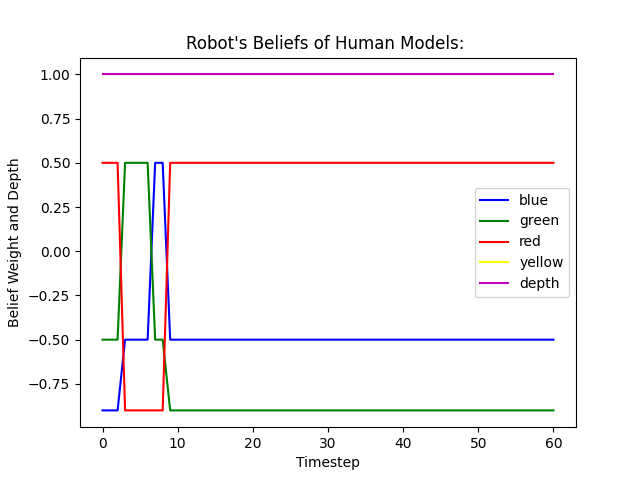 Robot's Beliefs of Human Models:
Belief Weight and Depth
1.00
0.75
0.50
0.25
0.00
−0.25
−0.50
−0.75
blue
green
red
yellow
depth
0 10 20 30 40 50 60
Timestep